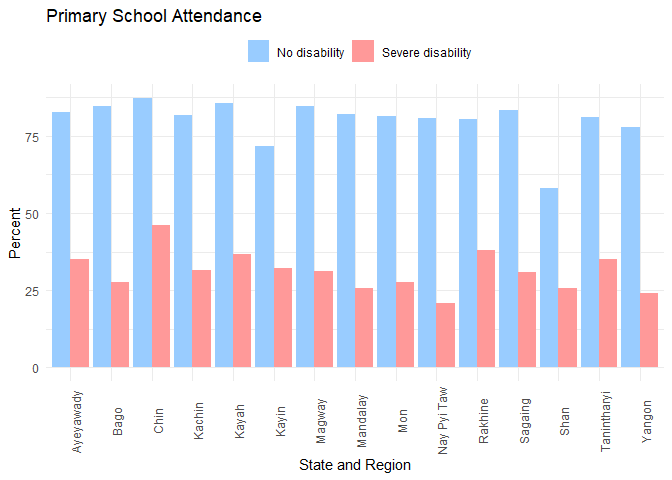 Primary School Attendance
No disability Severe disability
75
50
25
0
Percent
Ayeyawady
Bago
Chin
Kachin
Kayah
Kayin
Magway
Mandalay
Mon
Nay Pyi Taw
Rakhine
Sagaing
Shan
Tanintharyi
Yangon
State and Region